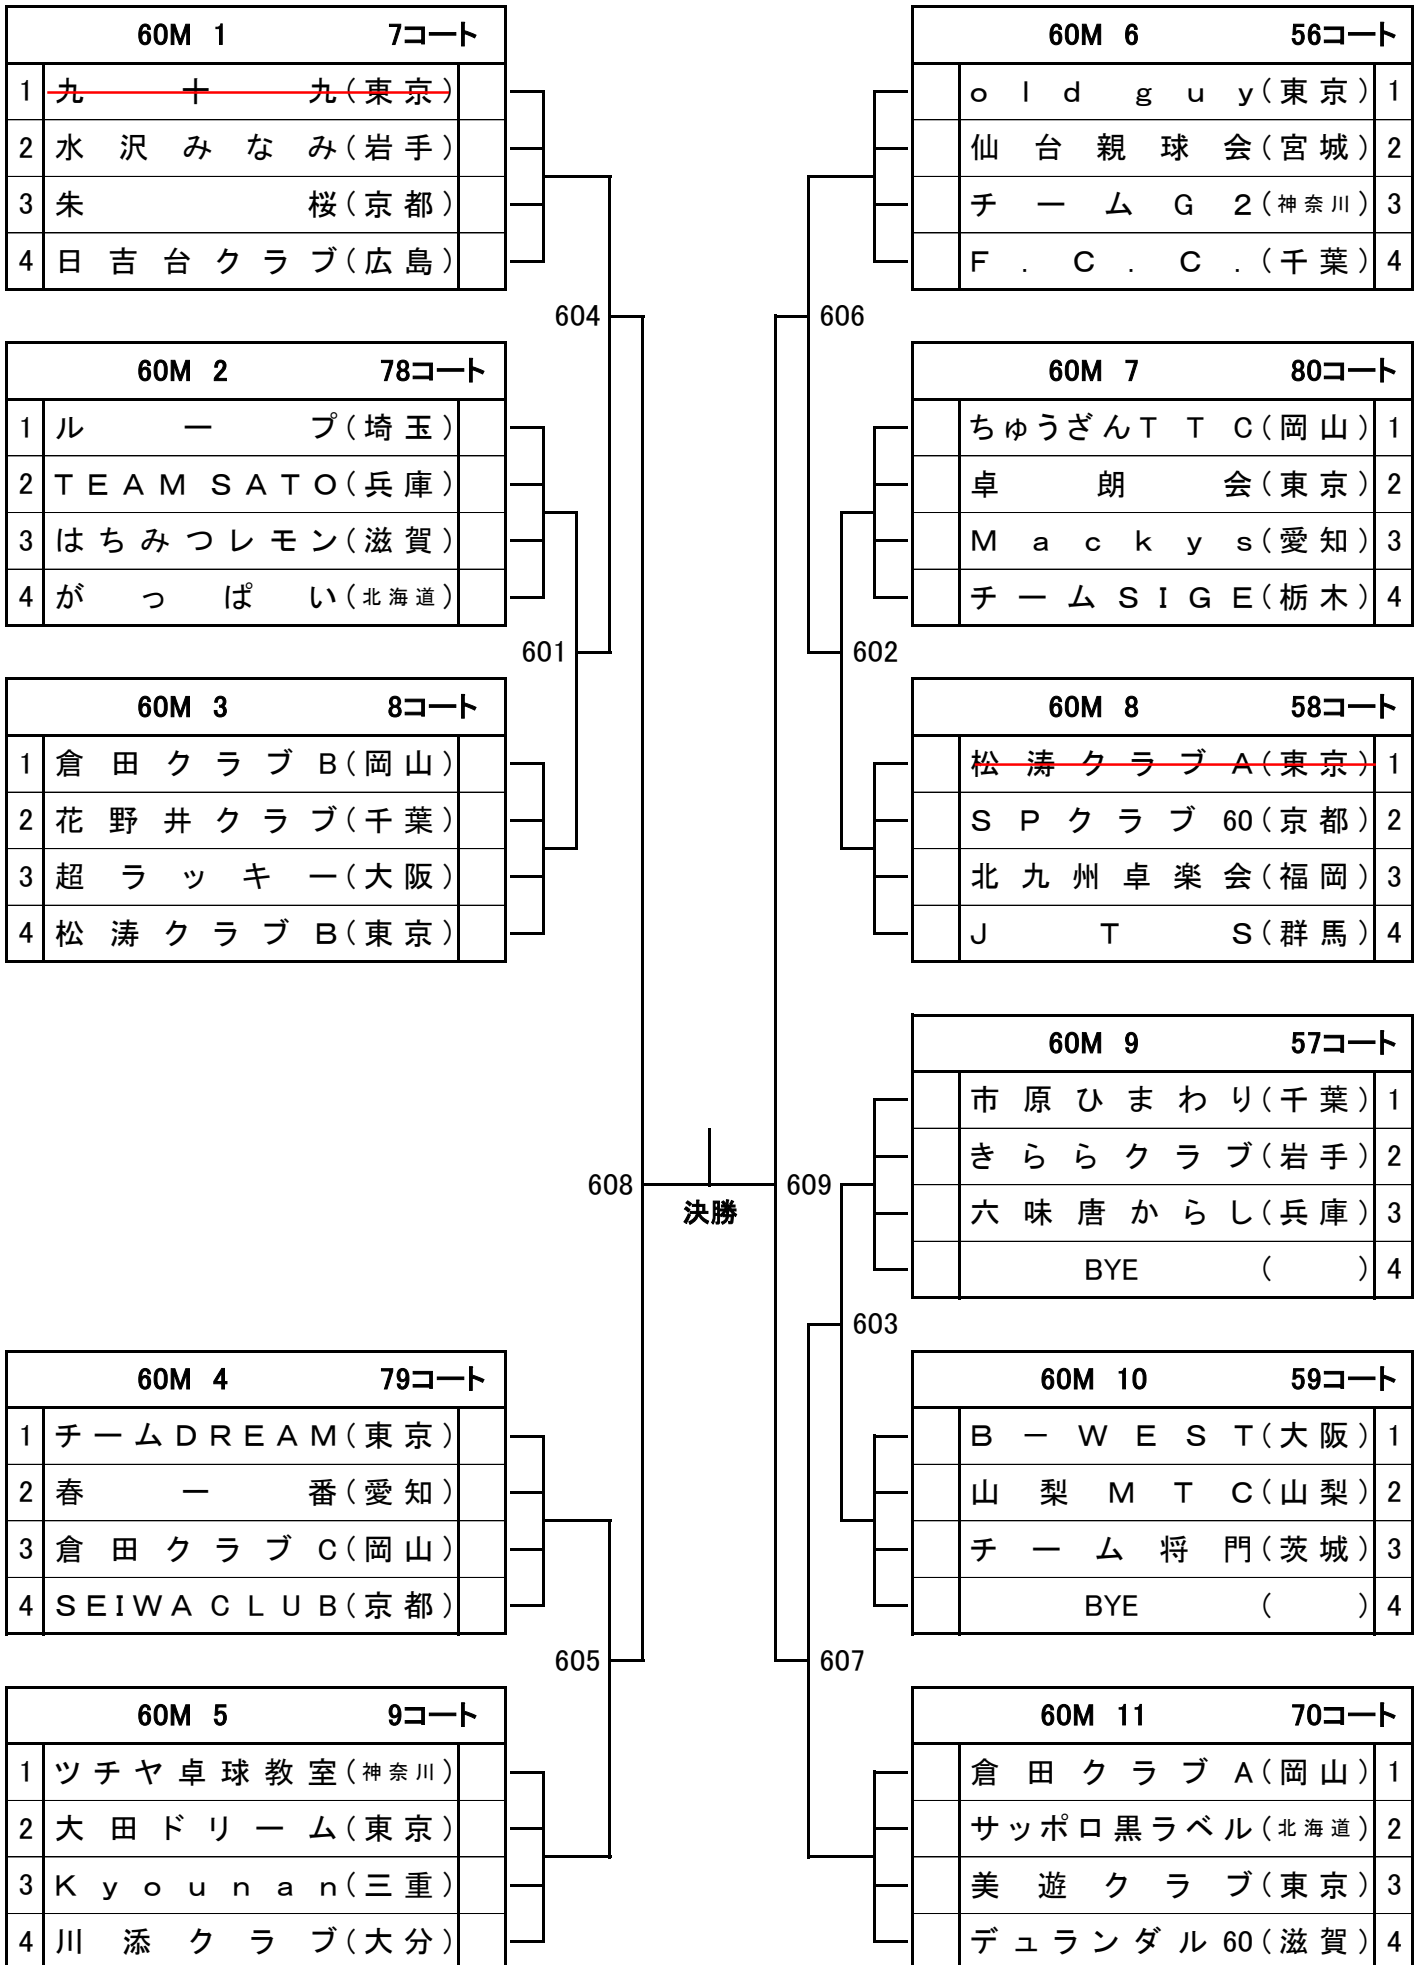 60M 1 7コート
1 九十九(東京)
2 水沢みなみ(岩手)
3 朱桜(京都)
4 日吉台クラブ(広島)
60M 2 78コート
1 ループ(埼玉)
2 TEAM SATO(兵庫)
3 はちみつレモン(滋賀)
4 がっぱい(北海道)
60M 3 8コート
1 倉田クラブB(岡山)
2 花野井クラブ(千葉)
3 超ラッキー(大阪)
4 松涛クラブB(東京)
60M 4 79コート
1 チームDREAM(東京)
2 春一番(愛知)
3 倉田クラブC(岡山)
4 SEIWA CLUB(京都)
60M 5 9コート
1 ツチヤ卓球教室(神奈川)
2 大田ドリーム(東京)
3 Kyounan(三重)
4 川添クラブ(大分)
604
601
608
605
決勝
606
602
609
603
607
60M 6 56コート
old guy(東京) 1
仙台親球会(宮城) 2
チームG2(神奈川) 3
F.C.C.(千葉) 4
60M 7 80コート
ちゅうざんTTC(岡山) 1
卓朗会(東京) 2
Mackys(愛知) 3
チームSIGE(栃木) 4
60M 8 58コート
松涛クラブA(東京) 1
SPクラブ60(京都) 2
北九州卓楽会(福岡) 3
JTS(群馬) 4
60M 9 57コート
市原ひまわり(千葉) 1
きららクラブ(岩手) 2
六味唐からし(兵庫) 3
BYE ( ) 4
60M 10 59コート
B－WEST(大阪) 1
山梨MTC(山梨) 2
チーム将門(茨城) 3
BYE ( ) 4
60M 11 70コート
倉田クラブA(岡山) 1
サッポロ黒ラベル(北海道) 2
美遊クラブ(東京) 3
デュランダル60(滋賀) 4